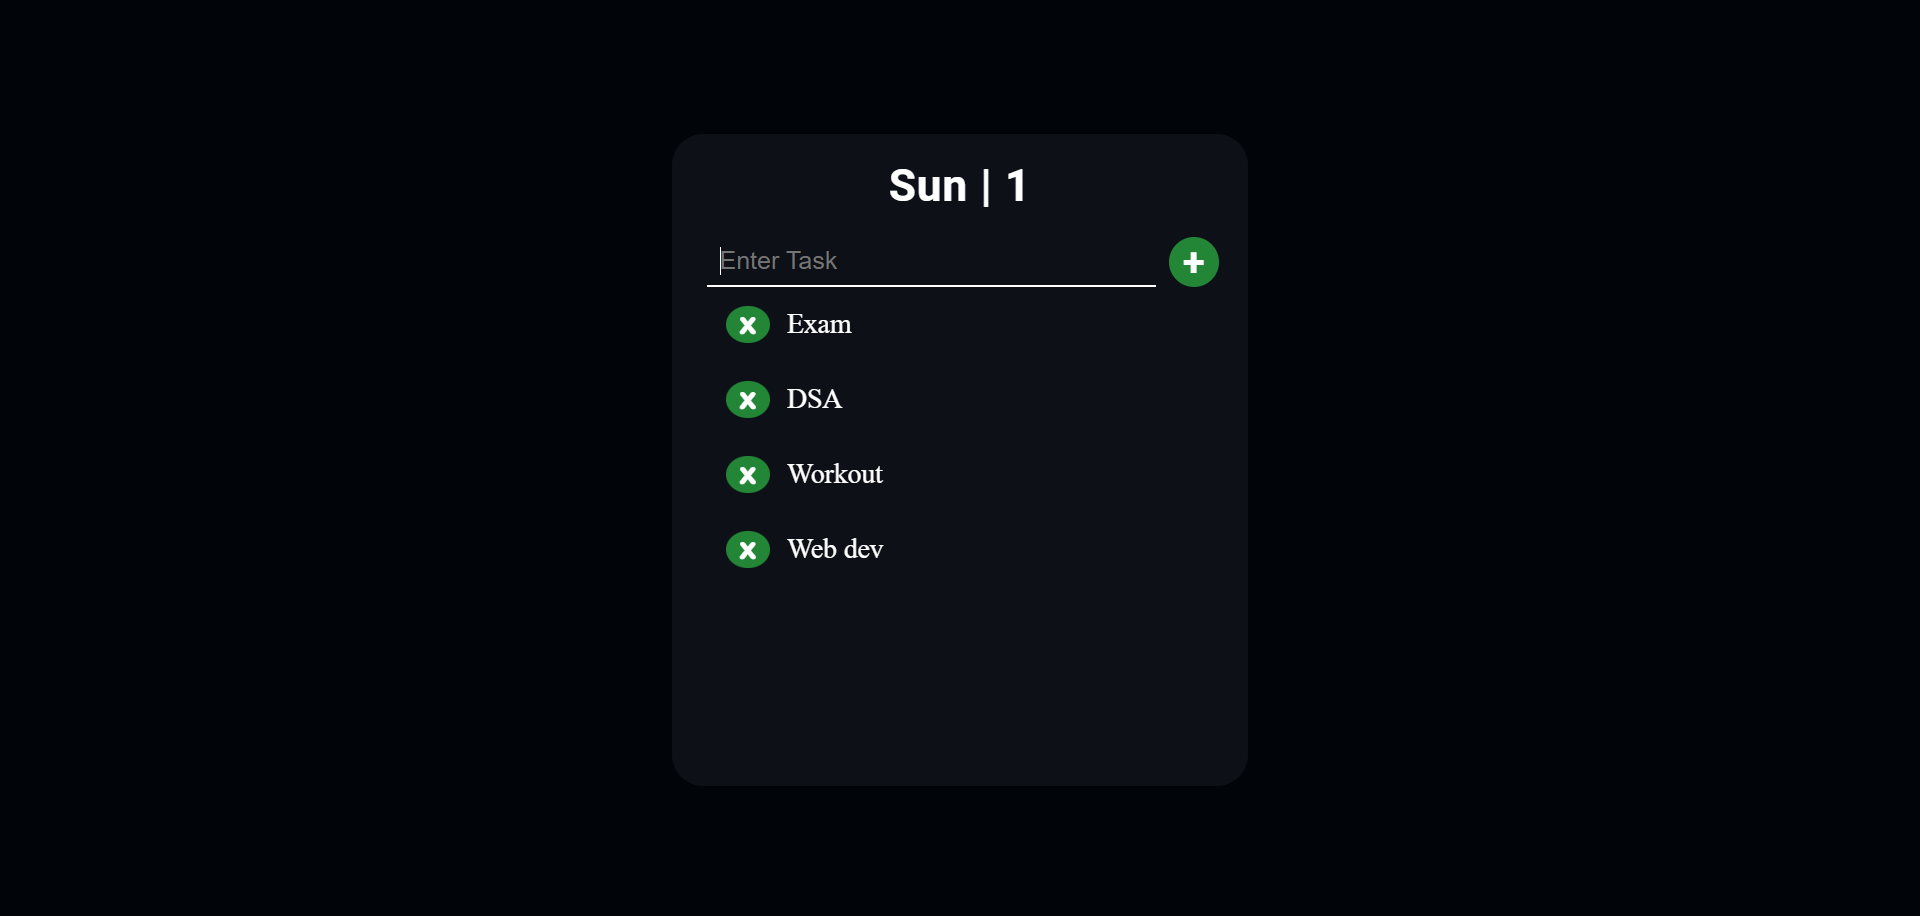 Sun | 1
Enter Task
Exam
DSA
Workout
Web dev